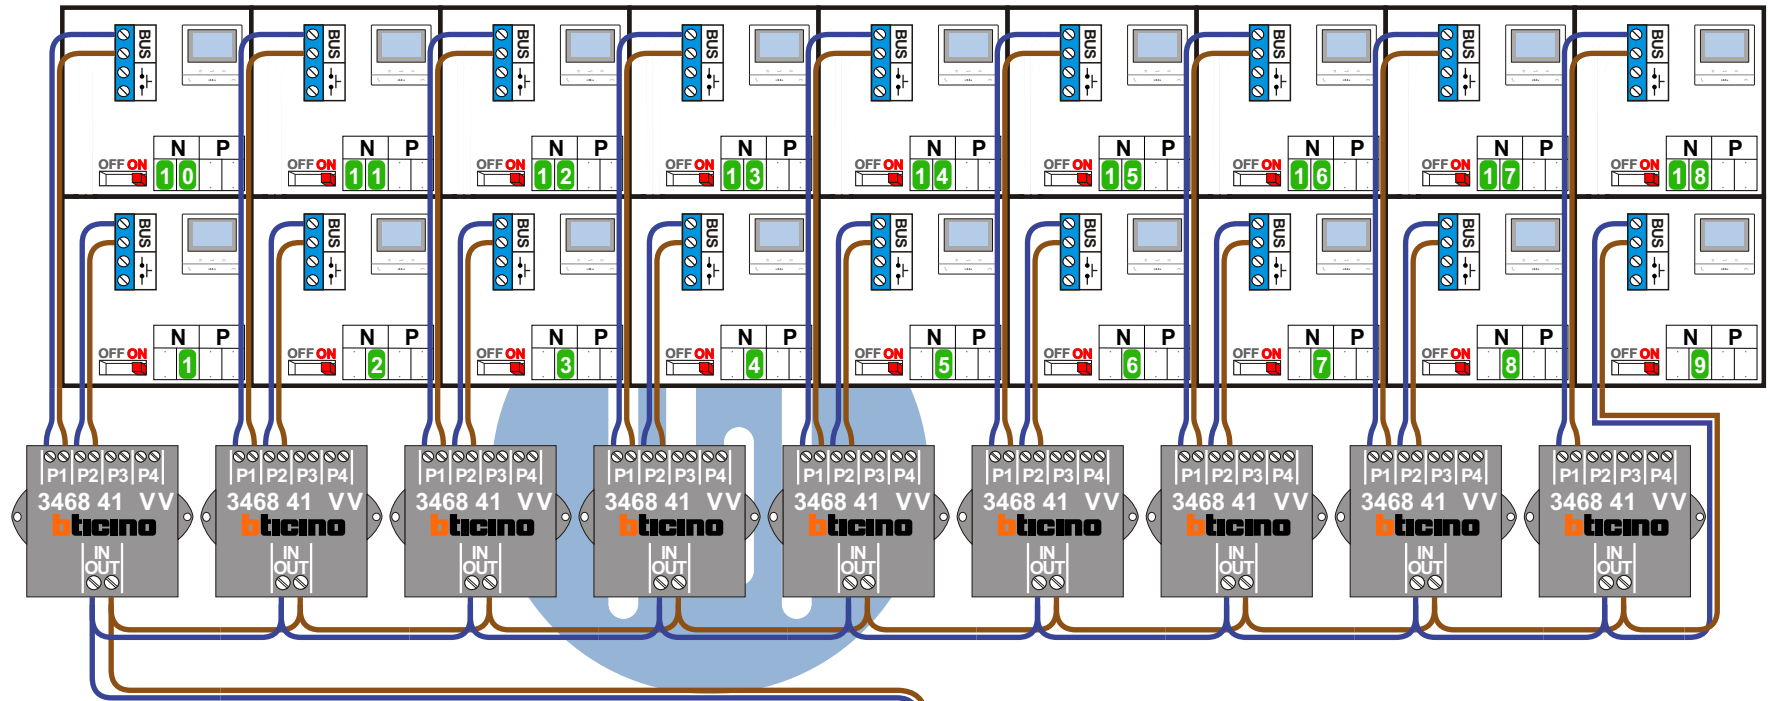 BUS BUS BUS BUS BUS BUS BUS BUS BUS
N P N P N P N P N P N P N P N P N P
OFF ON 10 OFF ON 11 OFF ON 12 OFF ON 13 OFF ON 14 OFF ON 15 OFF ON 16 OFF ON 17 OFF ON 18
BUS BUS BUS BUS BUS BUS BUS BUS BUS
N P N P N P N P N P N P N P N P N P
OFF ON 1 OFF ON 2 OFF ON 3 OFF ON 4 OFF ON 5 OFF ON 6 OFF ON 7 OFF ON 8 OFF ON 9
P1 P2 P3 P4 P1 P2 P3 P4 P1 P2 P3 P4 P1 P2 P3 P4 P1 P2 P3 P4 P1 P2 P3 P4 P1 P2 P3 P4 P1 P2 P3 P4 P1 P2 P3 P4
3468 41 VV 3468 41 VV 3468 41 VV 3468 41 VV 3468 41 VV 3468 41 VV 3468 41 VV 3468 41 VV 3468 41 VV
bticino bticino bticino bticino bticino bticino bticino bticino bticino
IN IN IN IN IN IN IN IN IN
OUT OUT OUT OUT OUT OUT OUT OUT OUT